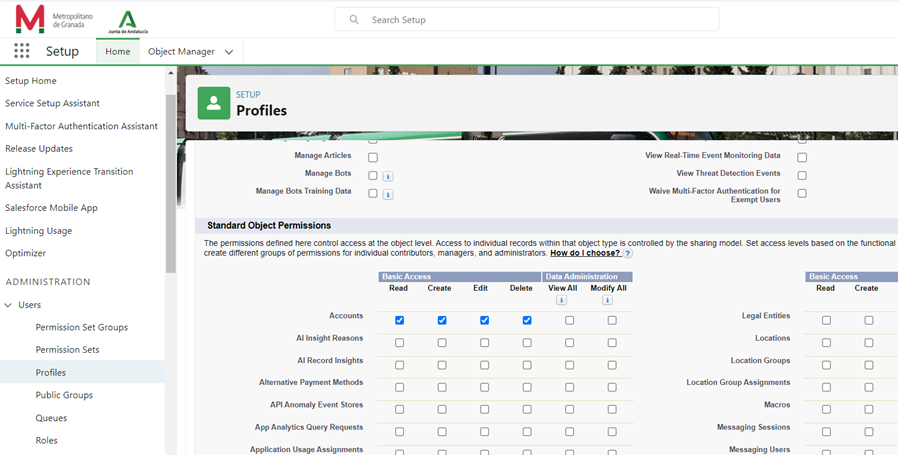 Metropolitano
de Granada
Junta de Andalucía
Search Setup
Setup
Home
Object Manager
Setup Home
Service Setup Assistant
Multi-Factor Authentication Assistant
Release Updates
Lightning Experience Transition
Assistant
Salesforce Mobile App
Lightning Usage
Optimizer
ADMINISTRATION
Users
Permission Set Groups
Permission Sets
Profiles
Public Groups
Queues
Roles
SETUP
Profiles
Manage Articles
View Real-Time Event Monitoring Data
Manage Bots
i
View Threat Detection Events
Manage Bots Training Data
i
Waive Multi-Factor Authentication for
Exempt Users
Standard Object Permissions
The permissions defined here control access at the object level. Access to individual records within that object type is controlled by the sharing model. Set access levels based on the functional
create different groups of permissions for individual contributors, managers, and administrators. How do I choose? ?
Basic Access Data Administration Basic Access
Read Create Edit Delete View All Modify All Read Create
i i
Accounts Legal Entities
AI Insight Reasons Locations
AI Record Insights Location Groups
Alternative Payment Methods Location Group Assignments
API Anomaly Event Stores Macros
App Analytics Query Requests Messaging Sessions
Application Usage Assignments Messaging Users